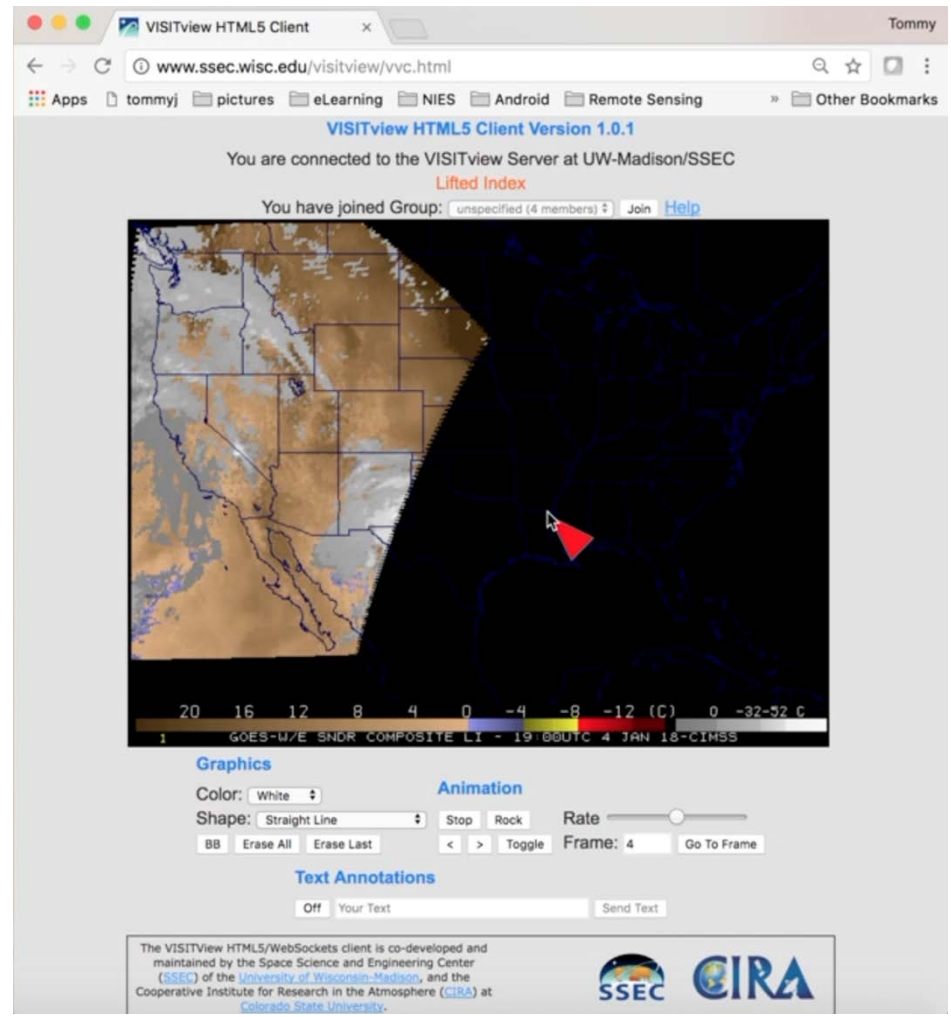 VISITview HTML5 Client
Tommy
www.ssec.wisc.edu/visitview/vvc.html
Apps tommyj pictures eLearning NIES Android Remote Sensing » Other Bookmarks
VISITview HTML5 Client Version 1.0.1
You are connected to the VISITview Server at UW-Madison/SSEC
Lifted Index
You have joined Group: unspecified (4 members) Join Help
20 16 12 8 4 0 -4 -8 -12 (C) 0 -32-52 C
1 GOES-W/E SNDR COMPOSITE LI - 19:00UTC 4 JAN 18-CIMSS
Graphics
Color: White
Animation
Shape: Straight Line
Stop Rock Rate
BB Erase All Erase Last < > Toggle Frame: 4 Go To Frame
Text Annotations
Off Your Text Send Text
The VISITView HTML5/WebSockets client is co-developed and
maintained by the Space Science and Engineering Center
(SSEC) of the University of Wisconsin-Madison, and the
Cooperative Institute for Research in the Atmosphere (CIRA) at
Colorado State University.
SSEC
CIRA